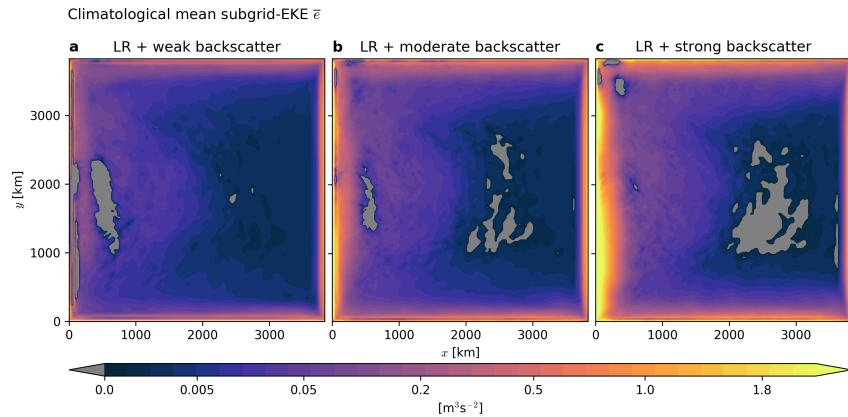 Climatological mean subgrid-EKE e̅
a LR + weak backscatter
b LR + moderate backscatter
c LR + strong backscatter
3000
2000
1000
0
y [km]
0 1000 2000 3000
0 1000 2000 3000
0 1000 2000 3000
x [km]
0.0 0.005 0.05 0.2 0.5 1.0 1.8
[m³s⁻²]